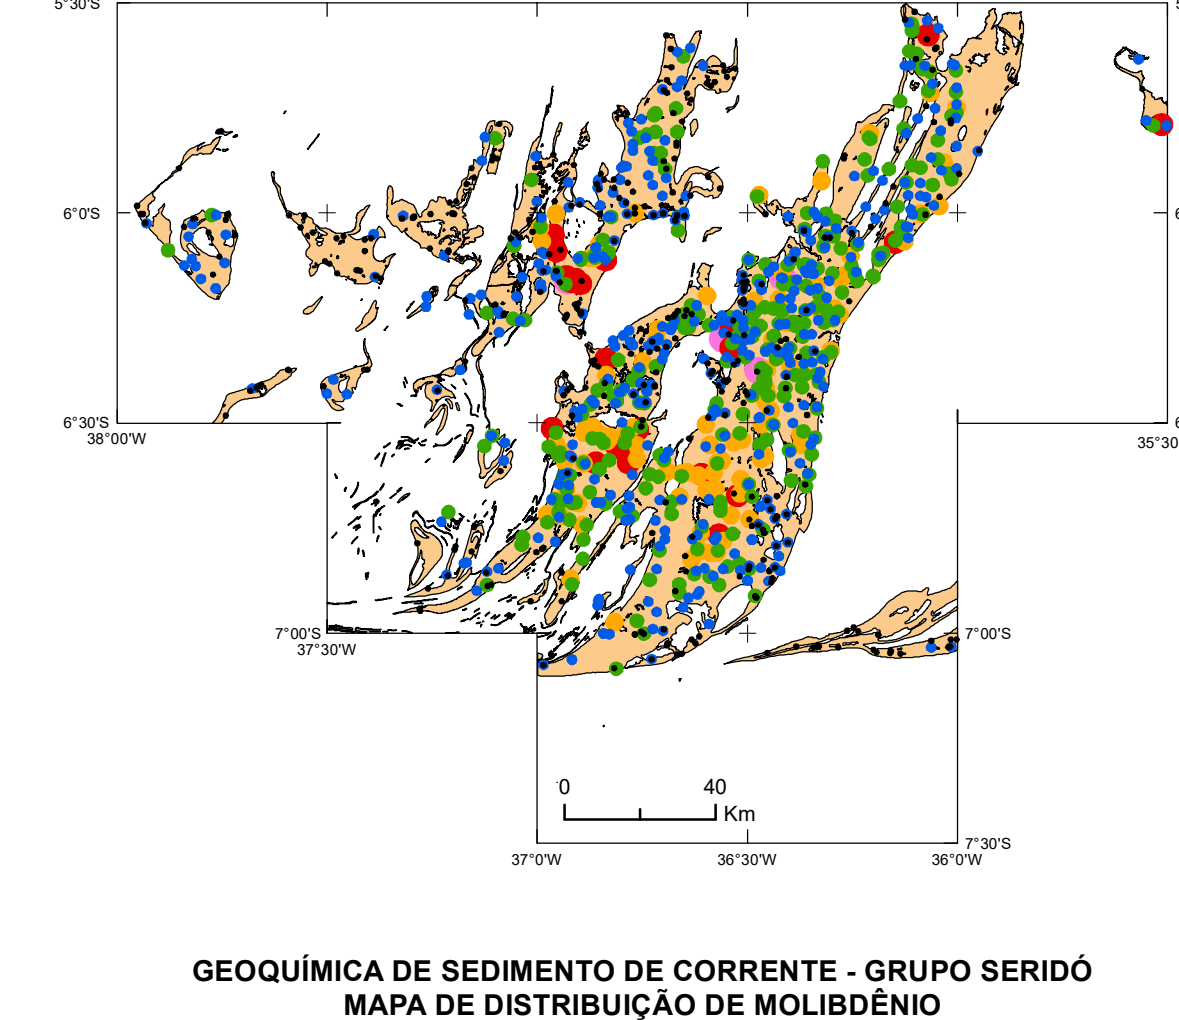 5°30'S
6°0'S
6°30'S
38°00'W
35°30
7°00'S
37°30'W
7°00'S
0 40
Km
7°30'S
37°0'W 36°30'W 36°0'W
GEOQUÍMICA DE SEDIMENTO DE CORRENTE - GRUPO SERIDÓ
MAPA DE DISTRIBUIÇÃO DE MOLIBDÊNIO